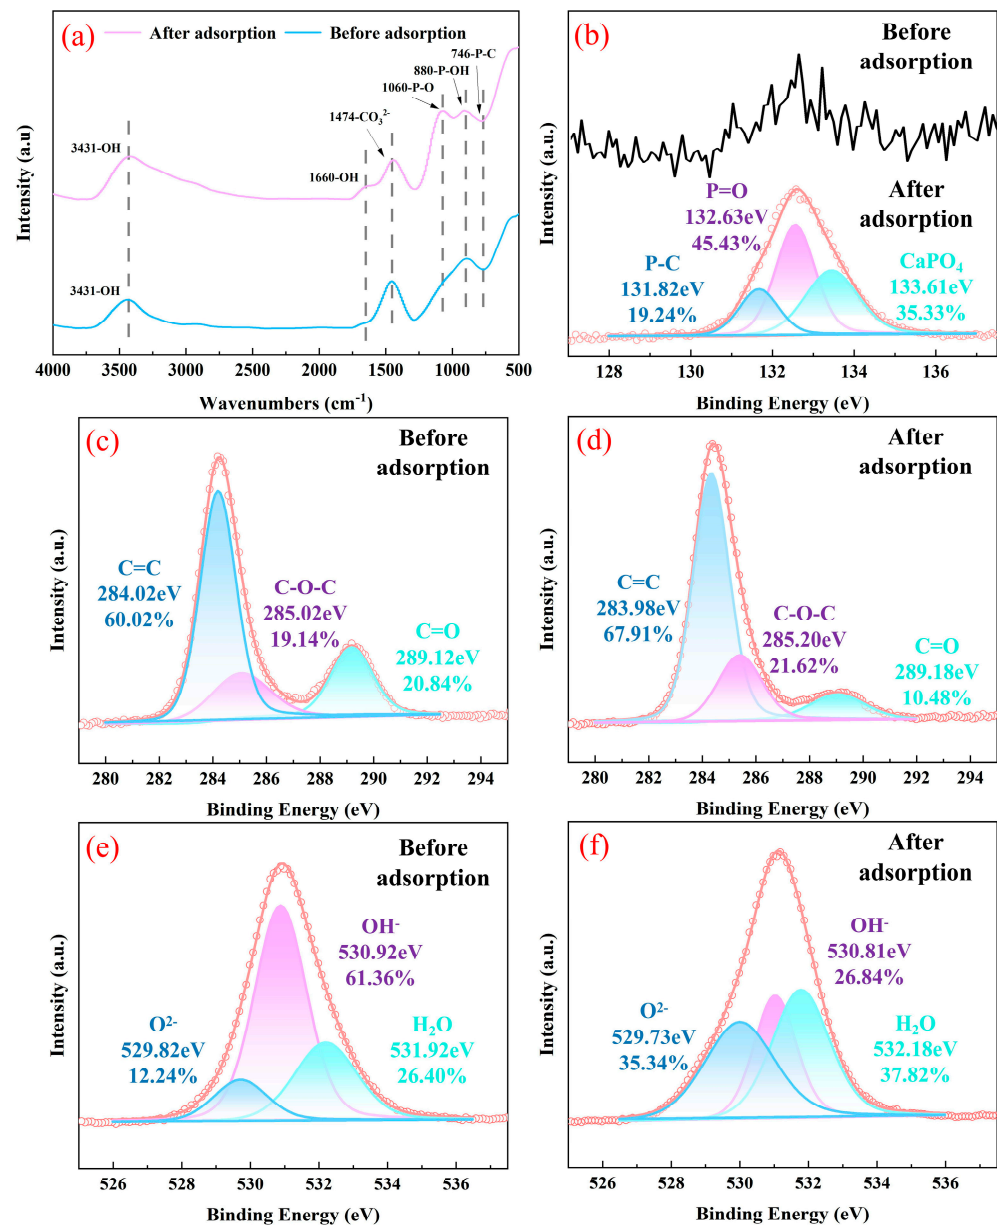 (a)
After adsorption
Before adsorption
746-P-C
880-P-OH
1060-P-O
1474-CO₃²⁻
3431-OH
1660-OH
3431-OH
Intensity (a.u)
4000 3500 3000 2500 2000 1500 1000 500
Wavenumbers (cm⁻¹)
(b)
Before
adsorption
After
adsorption
P=O
132.63eV
45.43%
P-C
131.82eV
19.24%
CaPO₄
133.61eV
35.33%
Intensity (a.u.)
128 130 132 134 136
Binding Energy (eV)
(c)
Before
adsorption
C=C
284.02eV
60.02%
C-O-C
285.02eV
19.14%
C=O
289.12eV
20.84%
Intensity (a.u.)
280 282 284 286 288 290 292 294
Binding Energy (eV)
(d)
After
adsorption
C=C
283.98eV
67.91%
C-O-C
285.20eV
21.62%
C=O
289.18eV
10.48%
Intensity (a.u.)
280 282 284 286 288 290 292 294
Binding Energy (eV)
(e)
Before
adsorption
OH⁻
530.92eV
61.36%
O²⁻
529.82eV
12.24%
H₂O
531.92eV
26.40%
Intensity (a.u.)
526 528 530 532 534 536
Binding Energy (eV)
(f)
After
adsorption
OH⁻
530.81eV
26.84%
O²⁻
529.73eV
35.34%
H₂O
532.18eV
37.82%
Intensity (a.u.)
526 528 530 532 534 536
Binding Energy (eV)